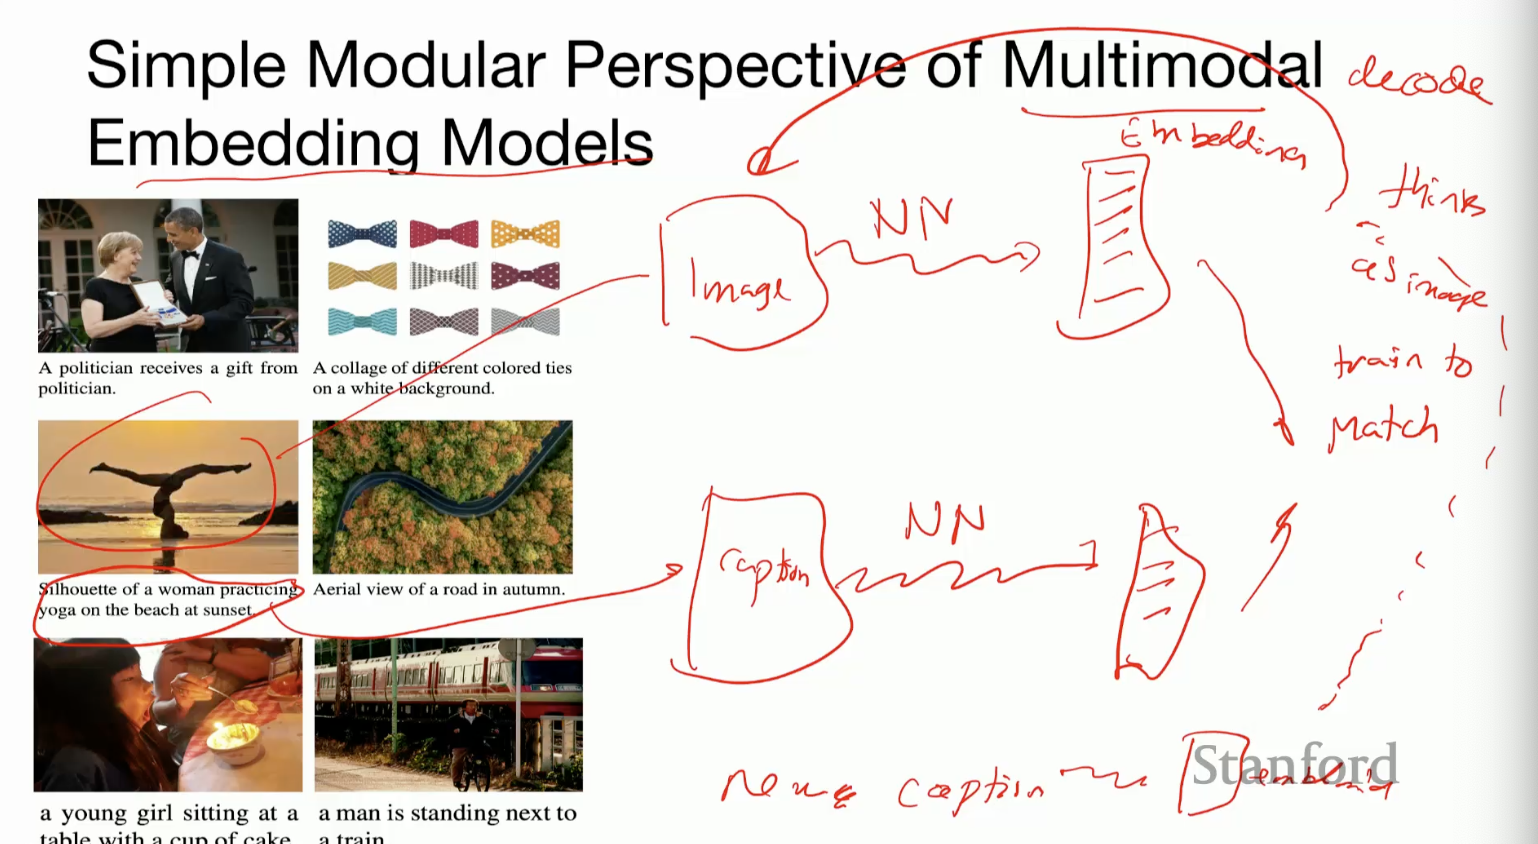 Simple Modular Perspective of Multimodal
Embedding Models
decode
Embedding
thinks
as image
NN
Image
train to
Match
A politician receives a gift from
politician.
A collage of different colored ties
on a white background.
Silhouette of a woman practicing
yoga on the beach at sunset.
Aerial view of a road in autumn.
NN
Caption
a young girl sitting at a
table with a cup of cake
a man is standing next to
a train
caption
Stanford